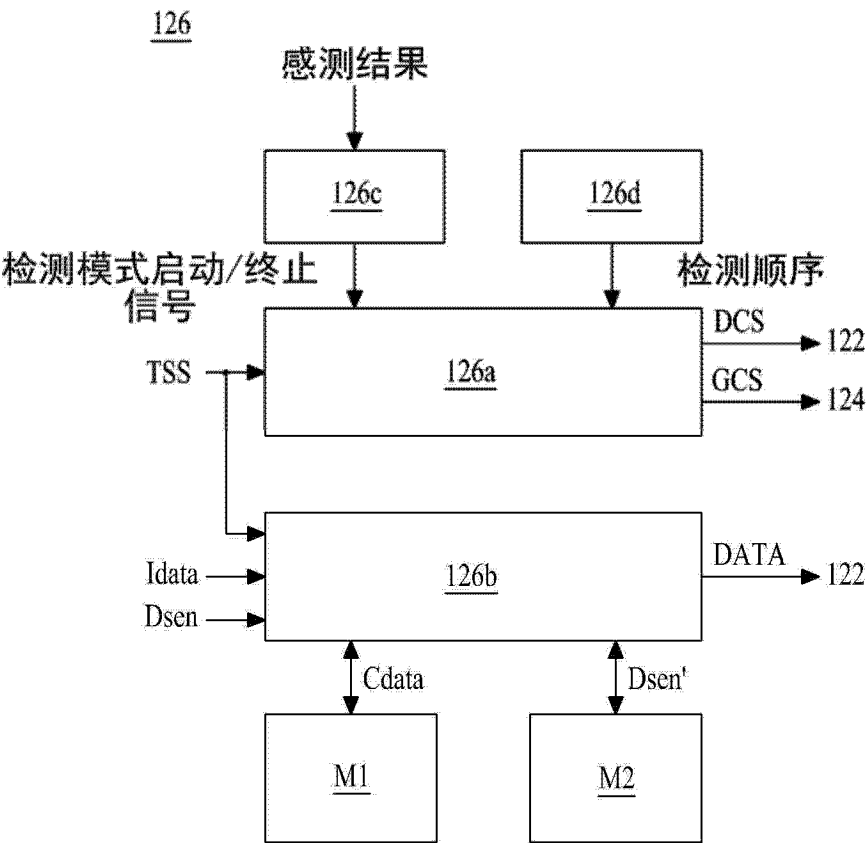 126
感测结果
126c
126d
检测模式启动/终止
信号
检测顺序
TSS
126a
DCS
122
GCS
124
Idata
Dsen
126b
DATA
122
Cdata
Dsen'
M1
M2